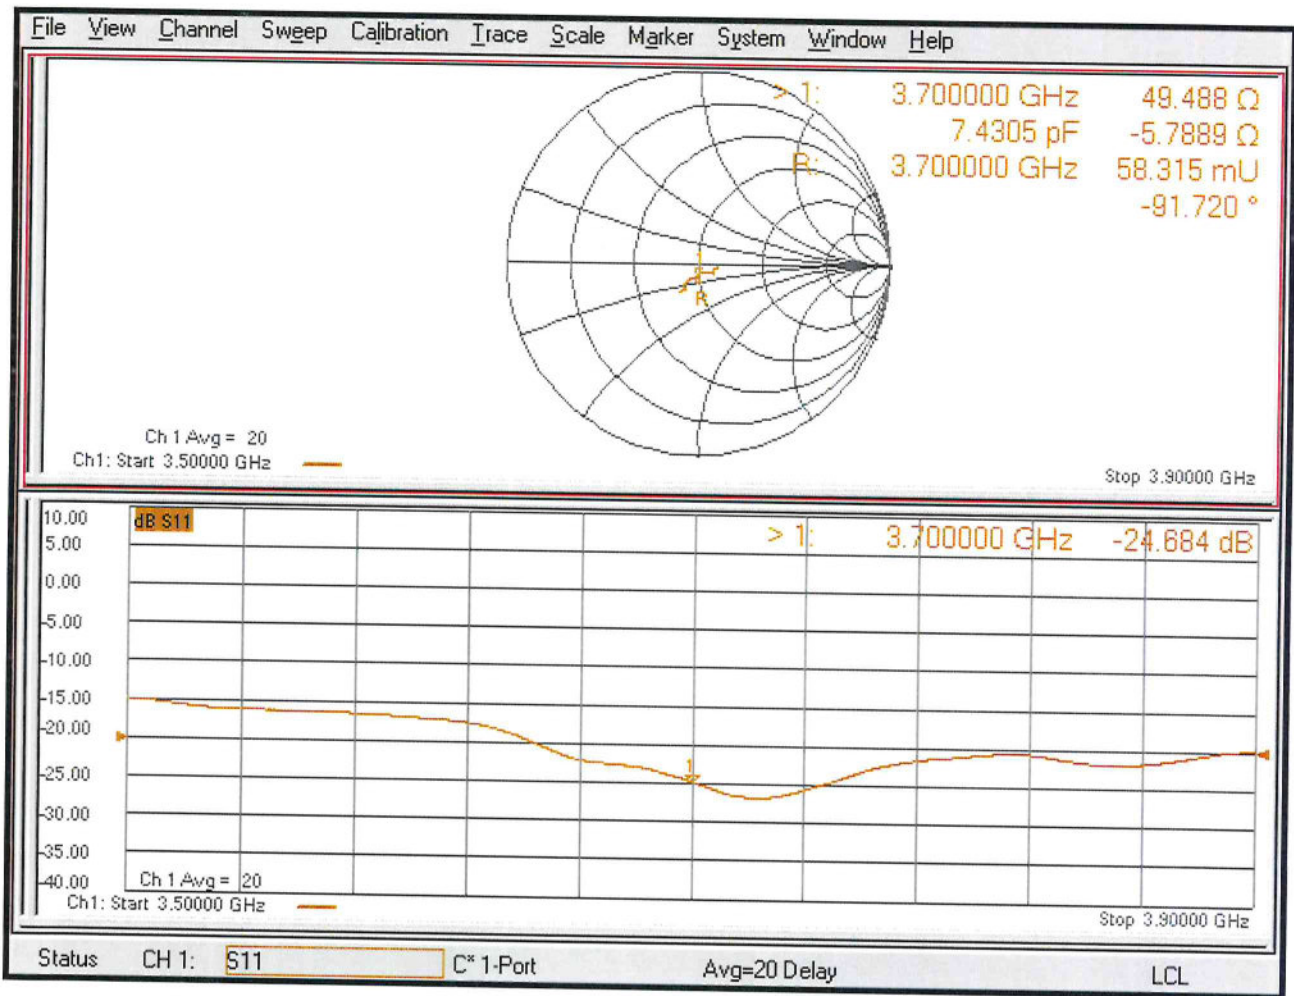 File View Channel Sweep Calibration Trace Scale Marker System Window Help
> 1: 3.700000 GHz 49.488 Ω
7.4305 pF -5.7889 Ω
R: 3.700000 GHz 58.315 mU
-91.720 °
1
R
Ch 1 Avg = 20
Ch1: Start 3.50000 GHz
Stop 3.90000 GHz
10.00
dB S11
> 1: 3.700000 GHz -24.684 dB
5.00
0.00
-5.00
-10.00
-15.00
-20.00
-25.00
1
-30.00
-35.00
-40.00
Ch 1 Avg = 20
Ch1: Start 3.50000 GHz
Stop 3.90000 GHz
Status CH 1: S11 C* 1-Port Avg=20 Delay LCL